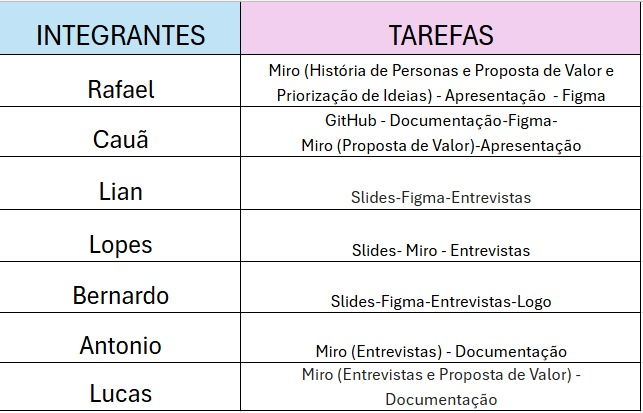 INTEGRANTES TAREFAS
Rafael Miro (História de Personas e Proposta de Valor e
Priorização de Ideias) - Apresentação - Figma
Cauã GitHub - Documentação-Figma-
Miro (Proposta de Valor)-Apresentação
Lian Slides-Figma-Entrevistas
Lopes Slides- Miro - Entrevistas
Bernardo Slides-Figma-Entrevistas-Logo
Antonio Miro (Entrevistas) - Documentação
Lucas Miro (Entrevistas e Proposta de Valor) -
Documentação